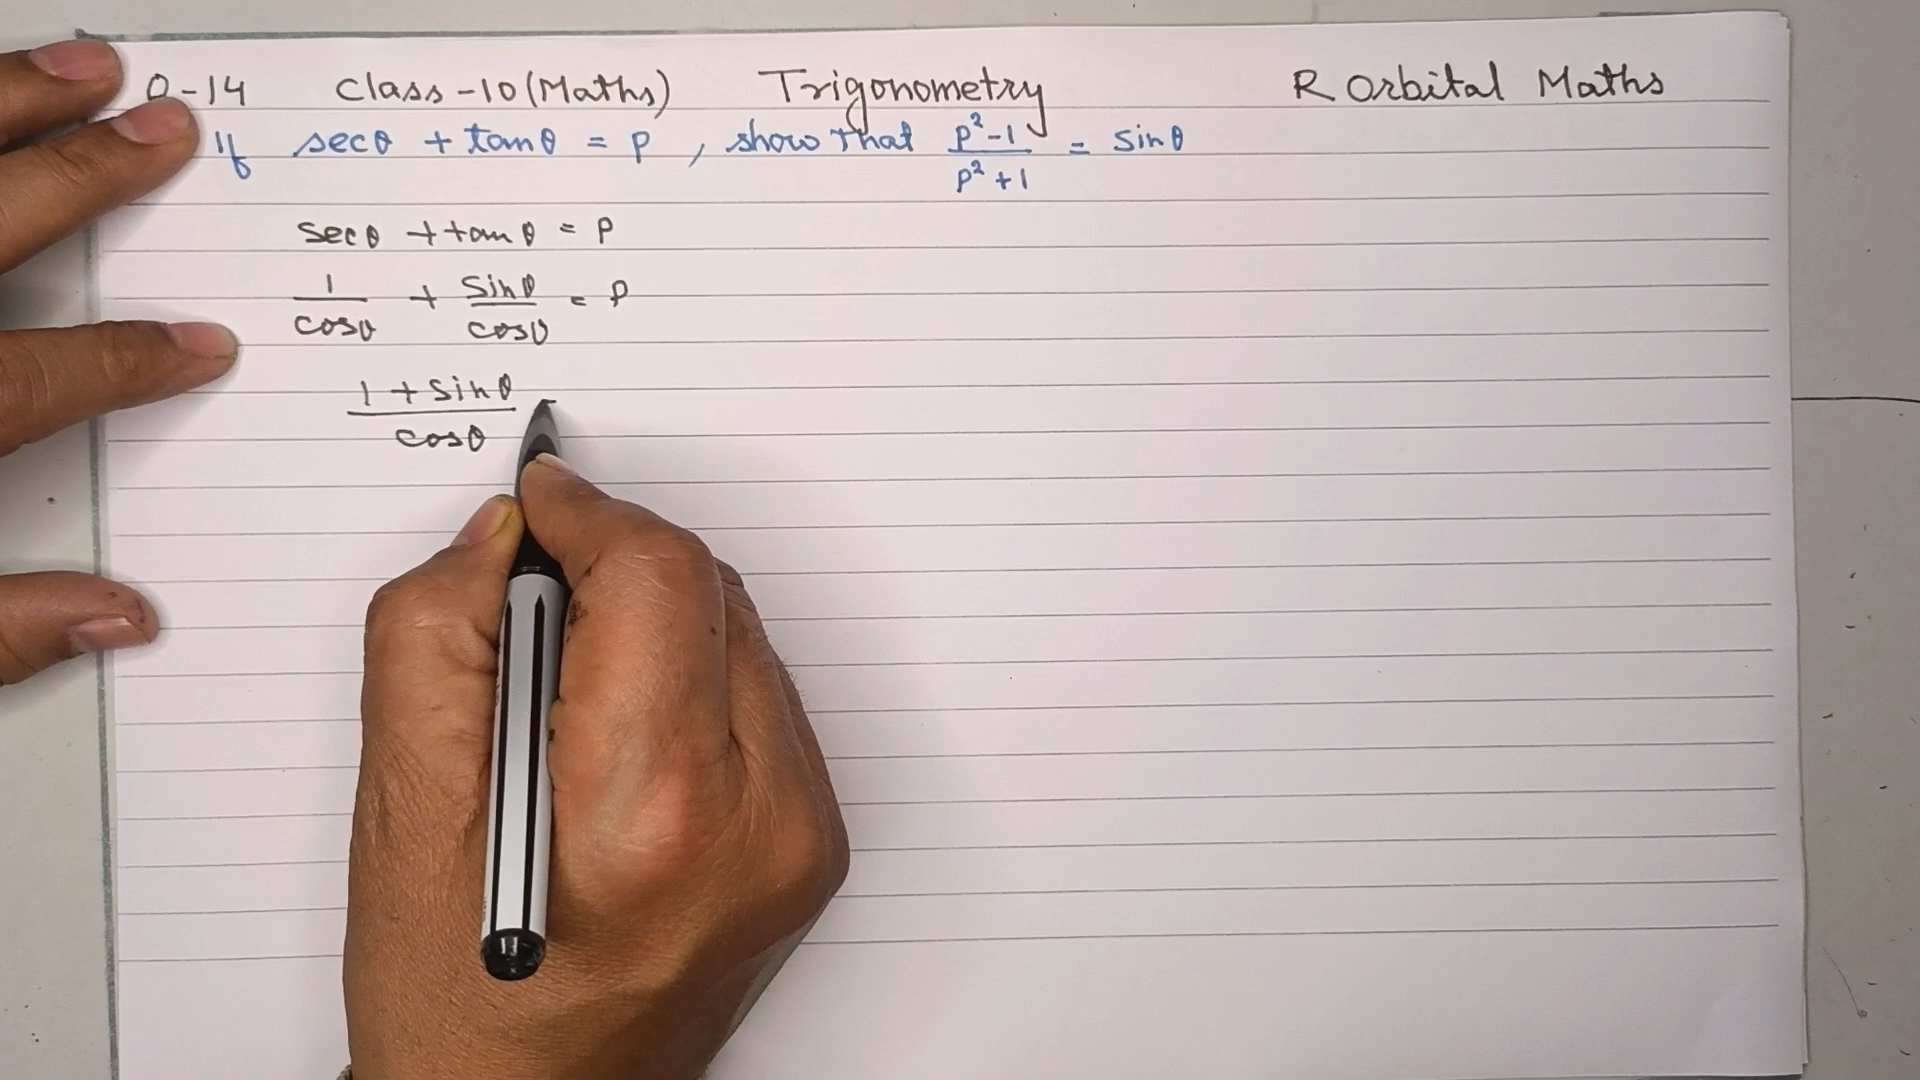 Q-14 Class-10 (Maths) Trigonometry R Orbital Maths
If secθ + tanθ = P, show that (P²-1)/(P²+1) = Sinθ
Secθ + tanθ = P
1/cosθ + Sinθ/cosθ = P
(1 + Sinθ)/cosθ